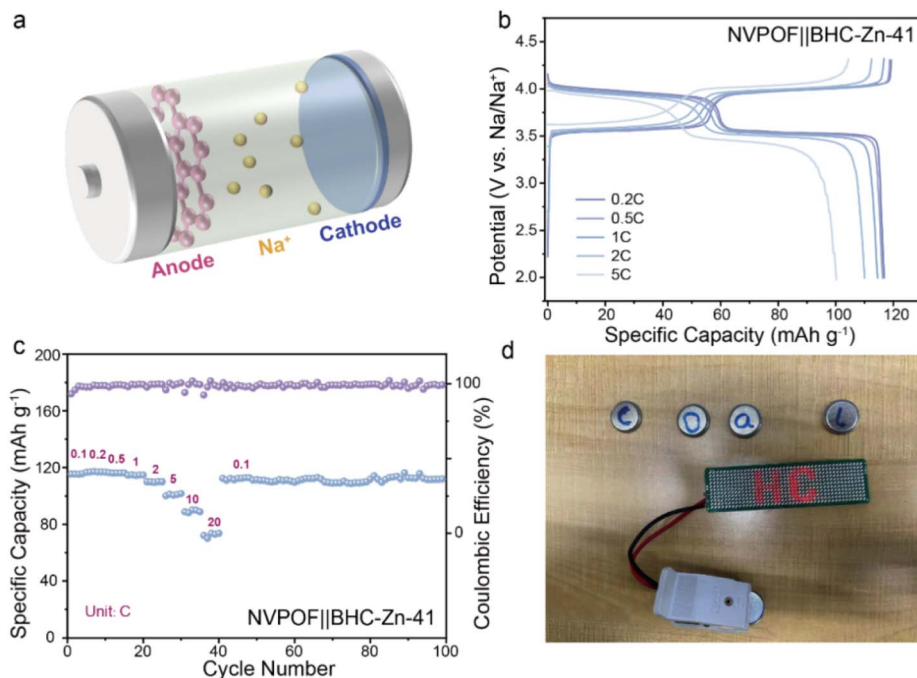 a
Anode
Na⁺
Cathode
b
NVPOF||BHC-Zn-41
Potential (V vs. Na/Na⁺)
4.5
4.0
3.5
3.0
2.5
2.0
0.2C
0.5C
1C
2C
5C
0 20 40 60 80 100 120
Specific Capacity (mAh g⁻¹)
c
Specific Capacity (mAh g⁻¹)
200
180
160
140
120
100
80
60
40
0.1 0.2 0.5 1 2 5 10 20 0.1
100
0
Coulombic Efficiency (%)
Unit: C
NVPOF||BHC-Zn-41
0 20 40 60 80 100
Cycle Number
d
C O a l
HC